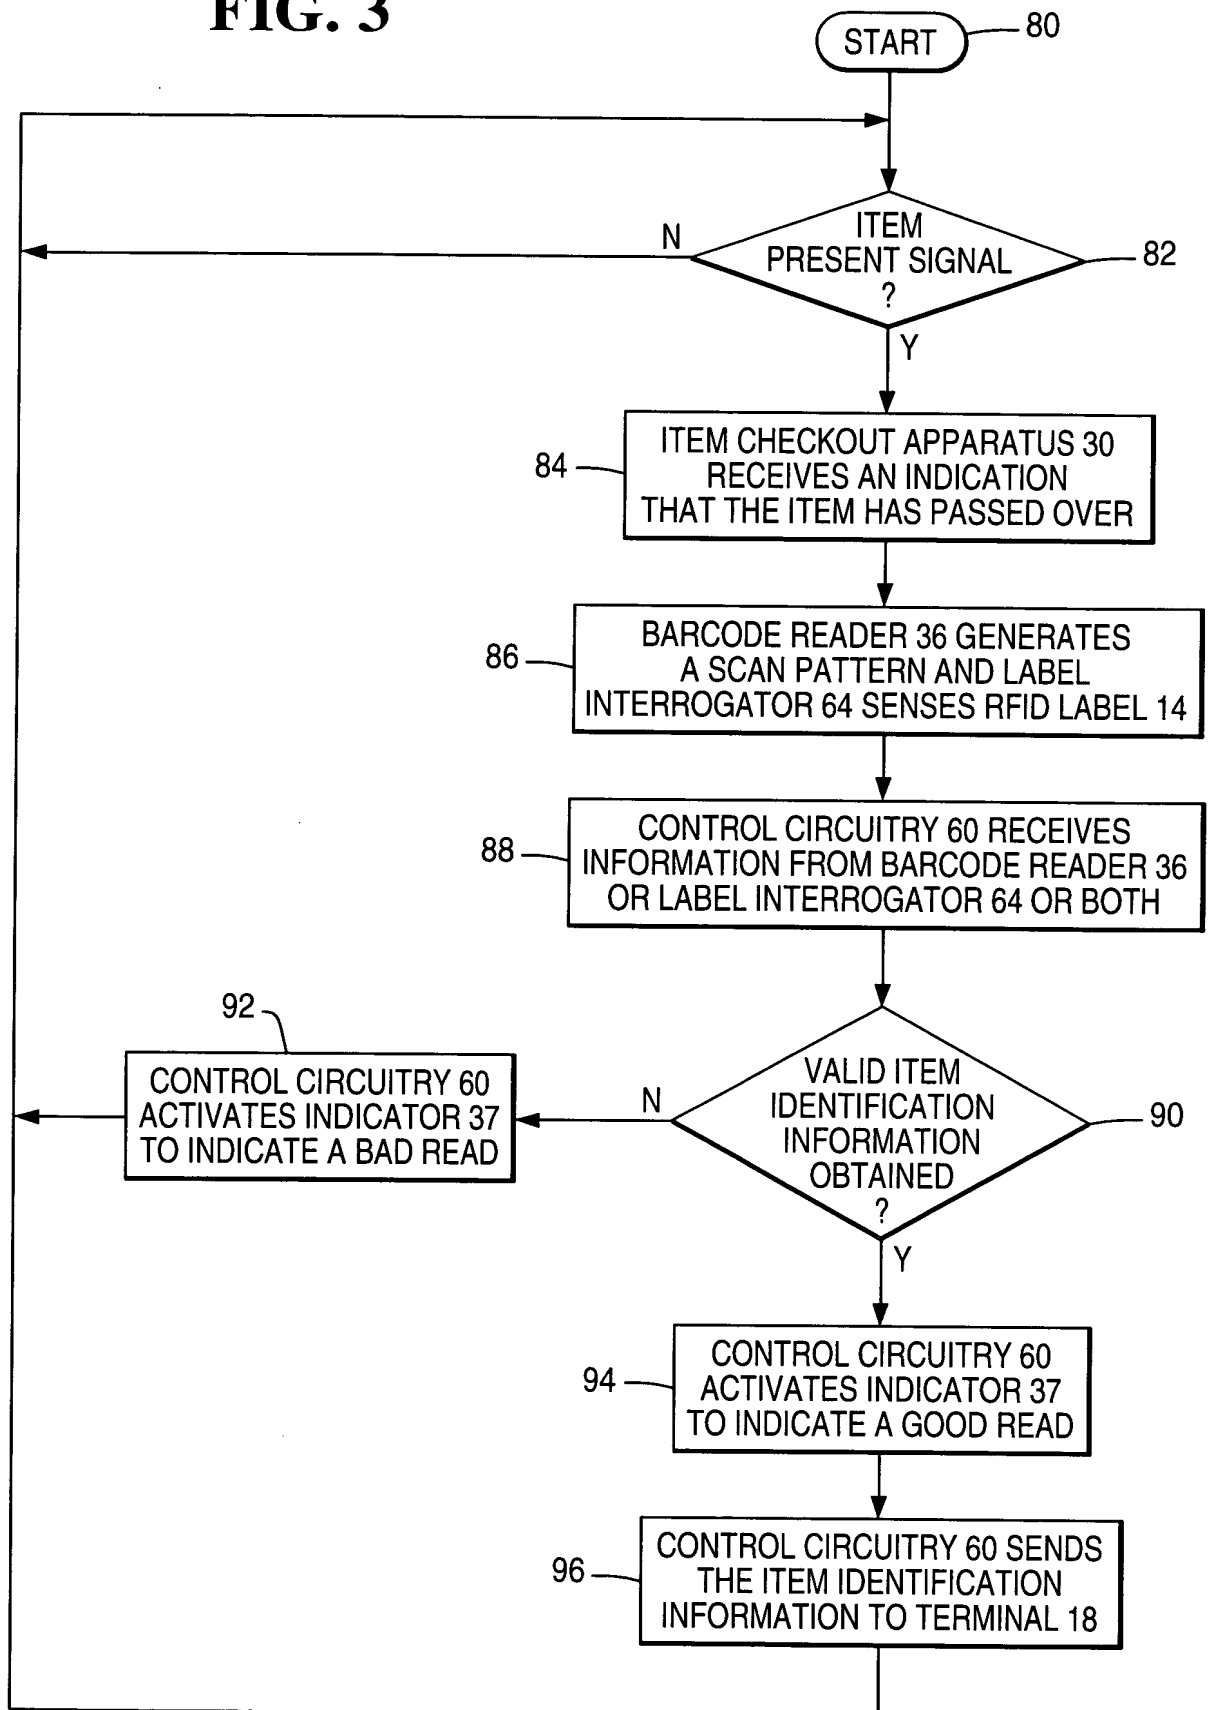 FIG. 3
START
80
ITEM
PRESENT SIGNAL
?
82
N
Y
84
ITEM CHECKOUT APPARATUS 30
RECEIVES AN INDICATION
THAT THE ITEM HAS PASSED OVER
86
BARCODE READER 36 GENERATES
A SCAN PATTERN AND LABEL
INTERROGATOR 64 SENSES RFID LABEL 14
88
CONTROL CIRCUITRY 60 RECEIVES
INFORMATION FROM BARCODE READER 36
OR LABEL INTERROGATOR 64 OR BOTH
92
CONTROL CIRCUITRY 60
ACTIVATES INDICATOR 37
TO INDICATE A BAD READ
N
VALID ITEM
IDENTIFICATION
INFORMATION
OBTAINED
?
90
Y
94
CONTROL CIRCUITRY 60
ACTIVATES INDICATOR 37
TO INDICATE A GOOD READ
96
CONTROL CIRCUITRY 60 SENDS
THE ITEM IDENTIFICATION
INFORMATION TO TERMINAL 18